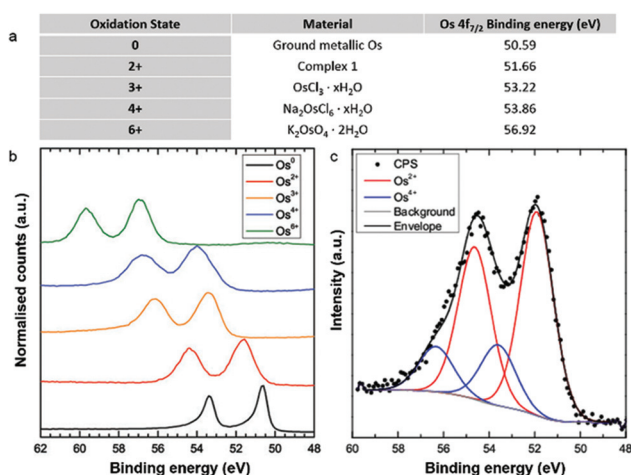 a
Oxidation State Material Os 4f7/2 Binding energy (eV)
0 Ground metallic Os 50.59
2+ Complex 1 51.66
3+ OsCl3 · xH2O 53.22
4+ Na2OsCl6 · xH2O 53.86
6+ K2OsO4 · 2H2O 56.92
b
Normalised counts (a.u.)
Os0
Os2+
Os3+
Os4+
Os6+
62 60 58 56 54 52 50 48
Binding energy (eV)
c
Intensity (a.u.)
CPS
Os2+
Os4+
Background
Envelope
60 58 56 54 52 50 48
Binding energy (eV)